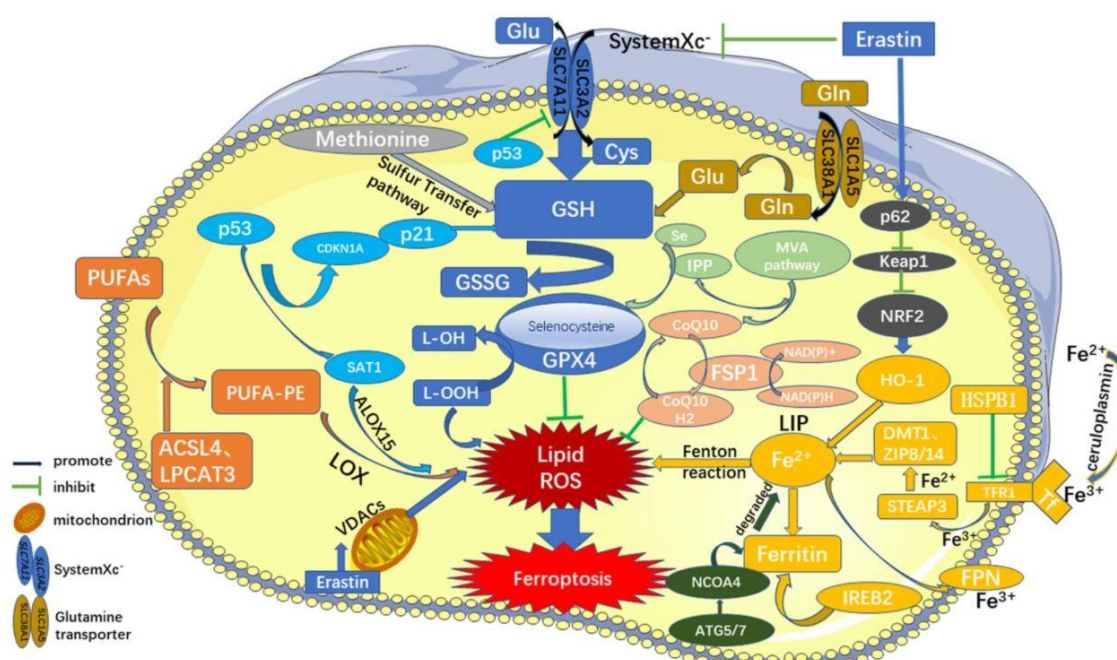 Glu
SystemXc-
Erastin
SLC7A11
SLC3A2
Gln
SLC38A1
SLC1A5
Methionine
p53
Cys
Sulfur Transfer
pathway
GSH
Glu
Gln
p62
p53
CDKN1A
p21
Se
IPP
MVA
pathway
Keap1
PUFAs
GSSG
NRF2
Selenocysteine
GPX4
CoQ10
L-OH
FSP1
NAD(P)+
NAD(P)H
HO-1
Fe2+
ceruloplasmin
Fe3+
SAT1
PUFA-PE
L-OOH
CoQ10
H2
HSPB1
ALOX15
LOX
LIP
DMT1、
ZIP8/14
ACSL4、
LPCAT3
Lipid
ROS
Fenton
reaction
Fe2+
Fe2+
TFR1
Tf
STEAP3
Fe3+
VDACs
degraded
Ferritin
Erastin
Ferroptosis
NCOA4
IREB2
FPN
Fe3+
ATG5/7
promote
inhibit
mitochondrion
SLC7A11
SLC3A2
SystemXc-
SLC38A1
SLC1A5
Glutamine
transporter